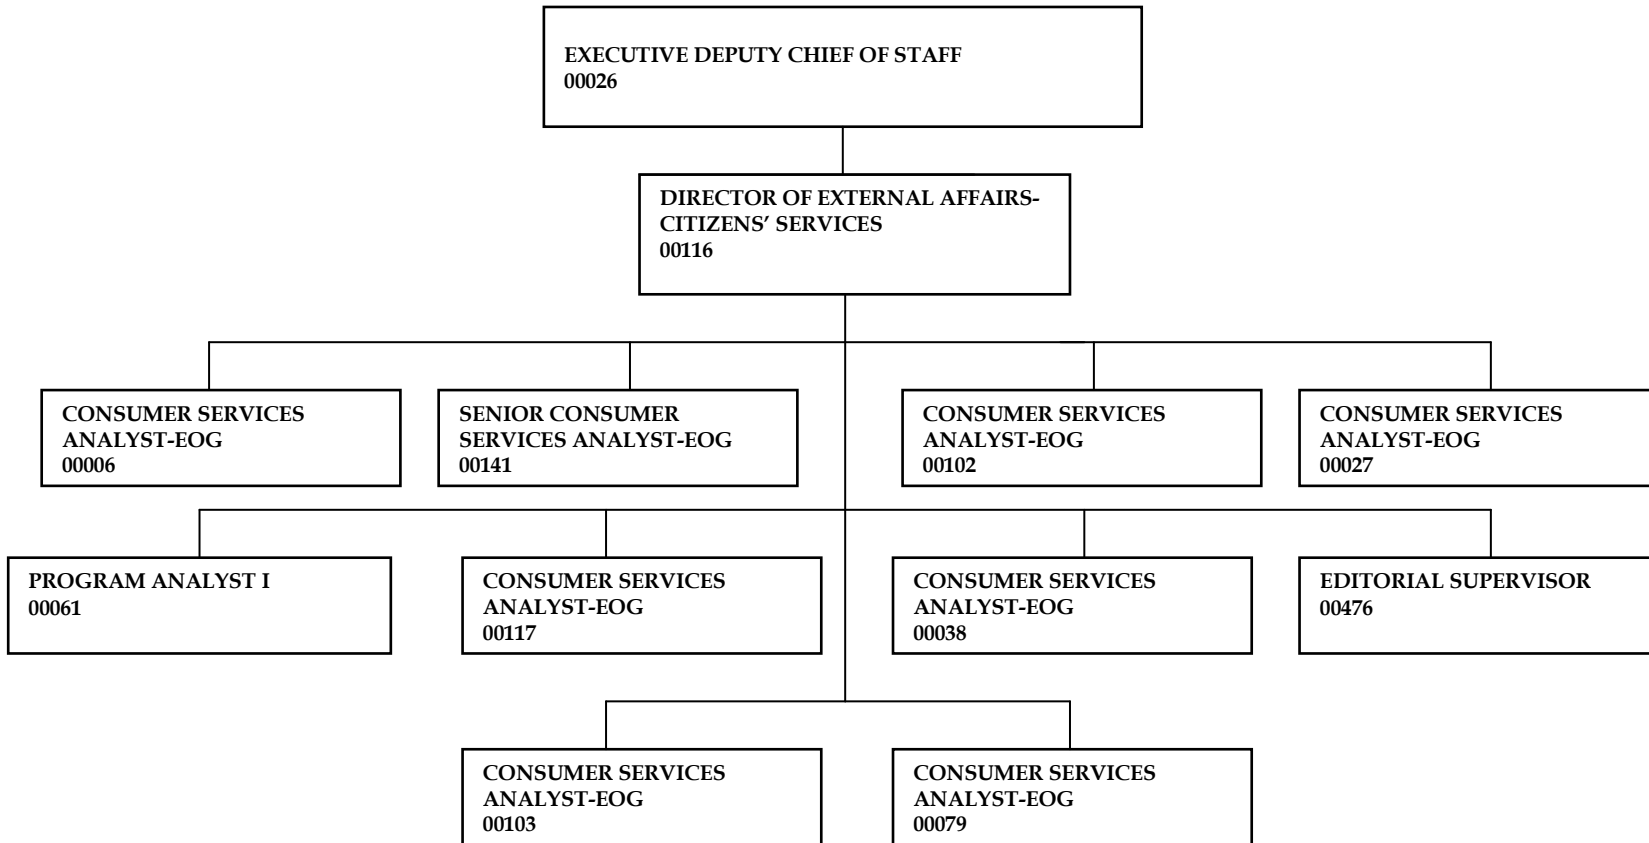 EXECUTIVE DEPUTY CHIEF OF STAFF
00026
DIRECTOR OF EXTERNAL AFFAIRS-
CITIZENS’ SERVICES
00116
CONSUMER SERVICES
ANALYST-EOG
00006
SENIOR CONSUMER
SERVICES ANALYST-EOG
00141
CONSUMER SERVICES
ANALYST-EOG
00102
CONSUMER SERVICES
ANALYST-EOG
00027
PROGRAM ANALYST I
00061
CONSUMER SERVICES
ANALYST-EOG
00117
CONSUMER SERVICES
ANALYST-EOG
00038
EDITORIAL SUPERVISOR
00476
CONSUMER SERVICES
ANALYST-EOG
00103
CONSUMER SERVICES
ANALYST-EOG
00079